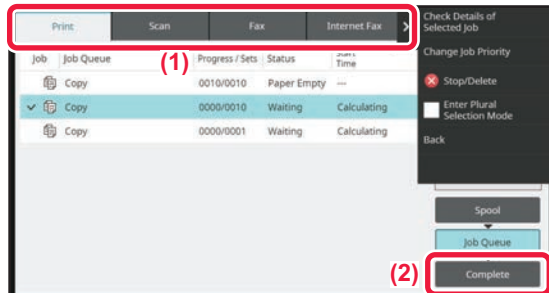 Print Scan Fax Internet Fax
Check Details of
Selected Job
Change Job Priority
Stop/Delete
Enter Plural
Selection Mode
Back
(1)
Job Job Queue Progress / Sets Status Start
Time
Copy 0010/0010 Paper Empty ---
Copy 0000/0010 Waiting Calculating
Copy 0000/0001 Waiting Calculating
Spool
Job Queue
(2) Complete